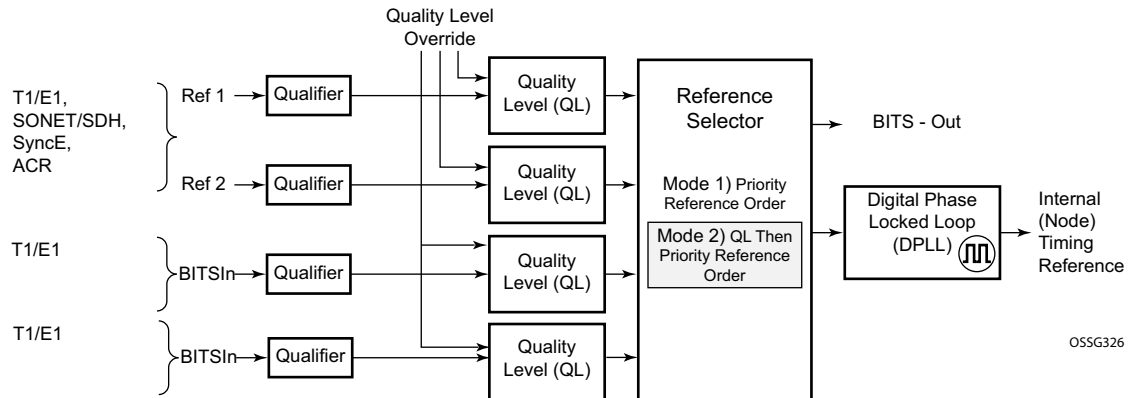 Quality Level
Override
T1/E1,
SONET/SDH,
SyncE,
ACR
Ref 1
Qualifier
Quality
Level (QL)
Ref 2
Qualifier
Quality
Level (QL)
T1/E1
BITSIn
Qualifier
Quality
Level (QL)
T1/E1
BITSIn
Qualifier
Quality
Level (QL)
Reference
Selector
Mode 1) Priority
Reference Order
Mode 2) QL Then
Priority Reference
Order
BITS - Out
Digital Phase
Locked Loop
(DPLL)
Internal
(Node)
Timing
Reference
OSSG326